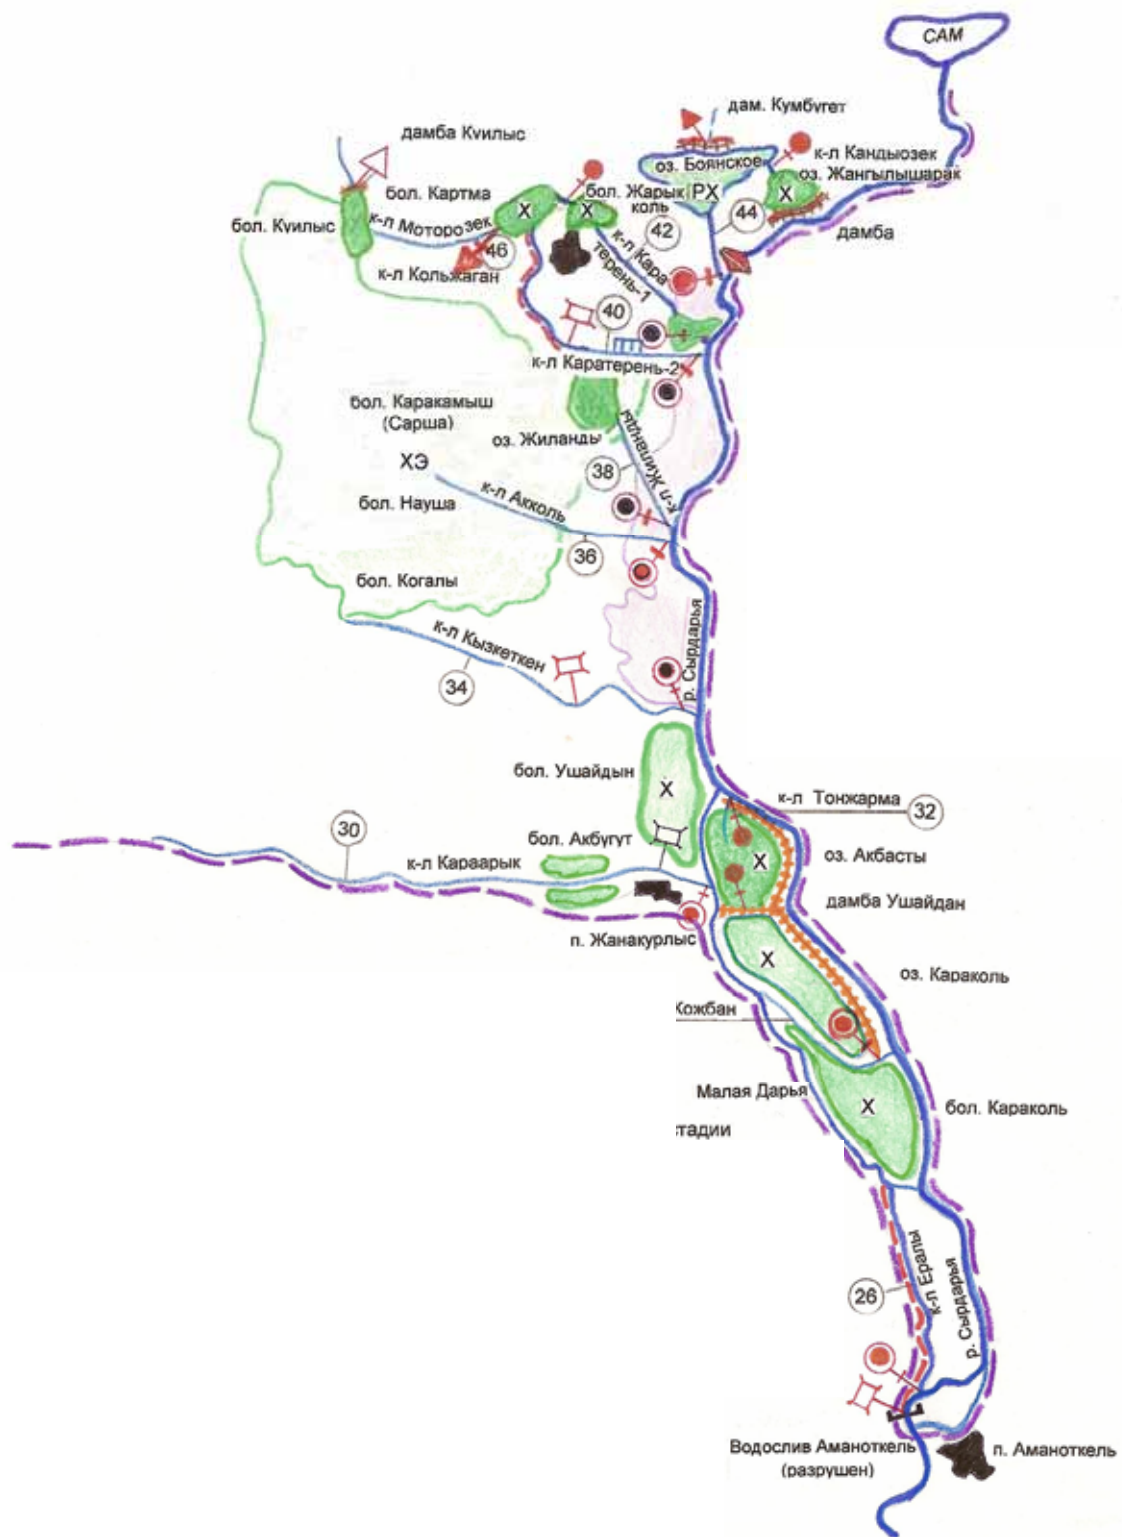 САМ
дам. Кумбугет
дамба Куилыс
к-л Кандыозек
оз. Боянское
оз. Жангылышарак
бол. Картма
бол. Жарык
коль
РХ
Х
Х
Х
44
бол. Куилыс
к-л Моторозек
42
дамба
46
к-л Кара
терень-1
к-л Кольжаган
40
к-л Каратерень-2
бол. Каракамыш
(Сарша)
оз. Жиланды
к-л Жиланды
ХЭ
38
к-л Акколь
бол. Науша
36
бол. Когалы
р. Сырдарья
к-л Кызкеткен
34
бол. Ушайдын
Х
к-л Тонжарма
32
30
бол. Акбугут
к-л Караарык
Х
оз. Акбасты
дамба Ушайдан
п. Жанакурлыс
Х
оз. Караколь
Кожбан
Малая Дарья
Х
бол. Караколь
тадии
к-л Ералы
р. Сырдарья
26
Водослив Аманоткель
(разрушен)
п. Аманоткель